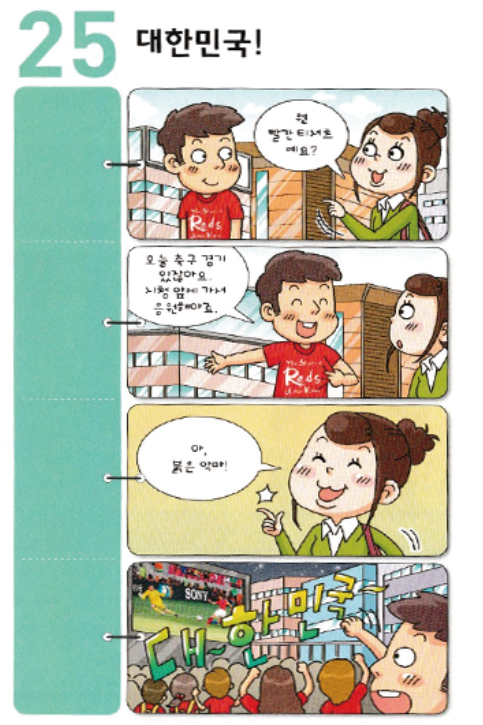 25 대한민국!
웬
빨간 티셔츠
예요?
Reds
오늘 축구 경기
있잖아요.
시청 앞에 가서
응원해야죠.
Reds
아,
붉은 악마!
SONY
대~한민국~